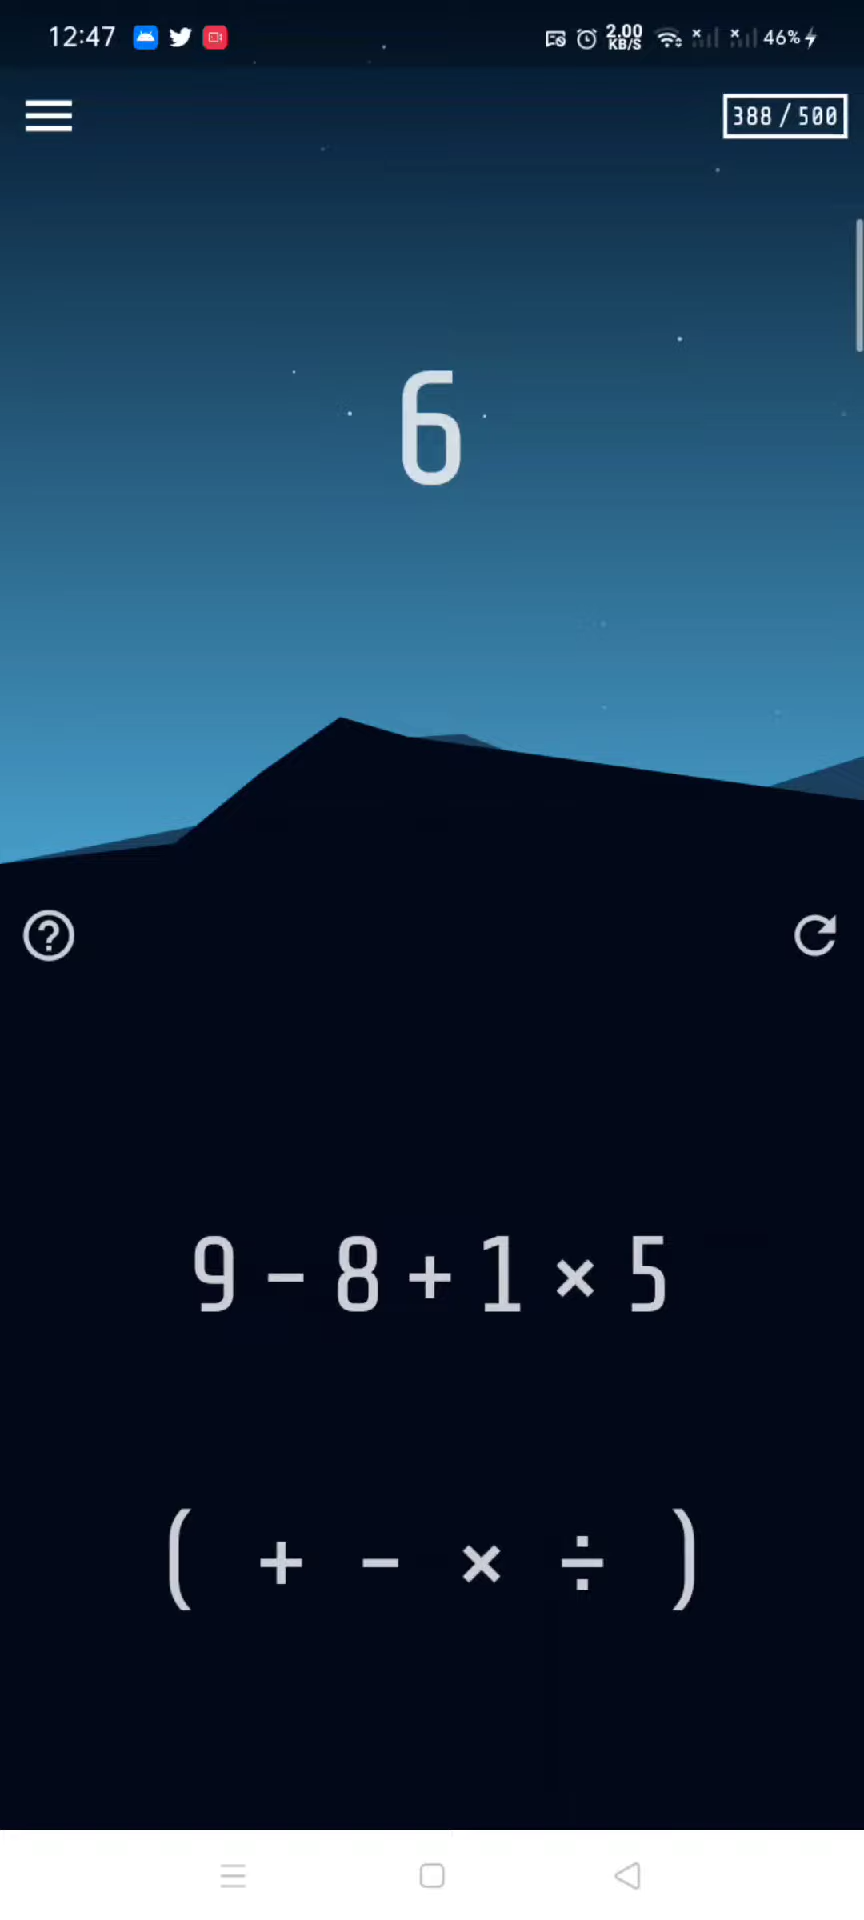 12:47 2.00 KB/S 46%
388 / 500
6
?
9 − 8 + 1 × 5
( + − × ÷ )